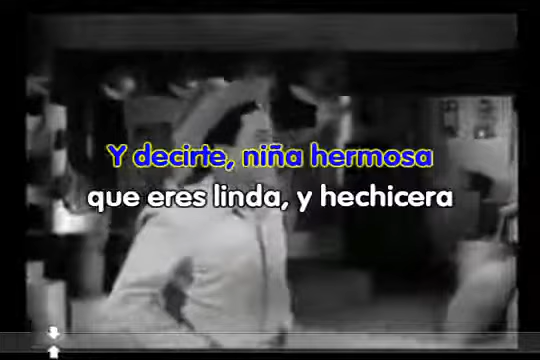 Y decirte, niña hermosa
que eres linda, y hechicera